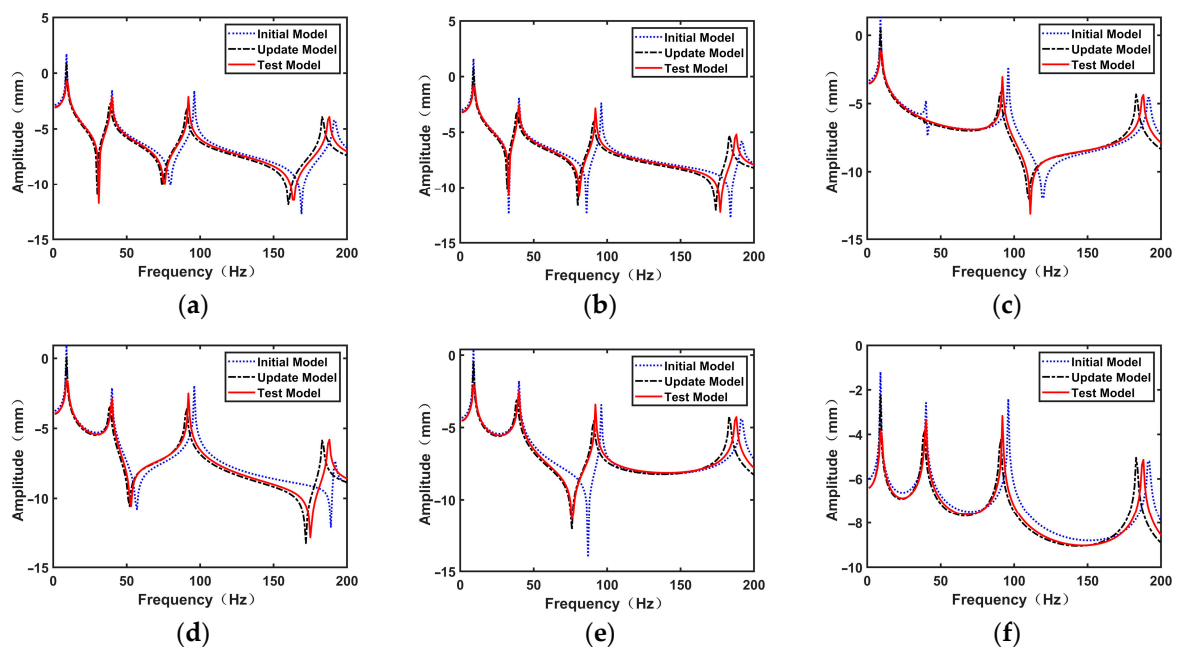 5
0
−5
−10
−15
Amplitude（mm）
0 50 100 150 200
Frequency（Hz）
Initial Model
Update Model
Test Model
(a)
5
0
−5
−10
−15
Amplitude（mm）
0 50 100 150 200
Frequency（Hz）
Initial Model
Update Model
Test Model
(b)
0
−5
−10
−15
Amplitude（mm）
0 50 100 150 200
Frequency（Hz）
Initial Model
Update Model
Test Model
(c)
0
−5
−10
−15
Amplitude（mm）
0 50 100 150 200
Frequency（Hz）
Initial Model
Update Model
Test Model
(d)
0
−5
−10
−15
Amplitude（mm）
0 50 100 150 200
Frequency（Hz）
Initial Model
Update Model
Test Model
(e)
0
−2
−4
−6
−8
−10
Amplitude（mm）
0 50 100 150 200
Frequency（Hz）
Initial Model
Update Model
Test Model
(f)